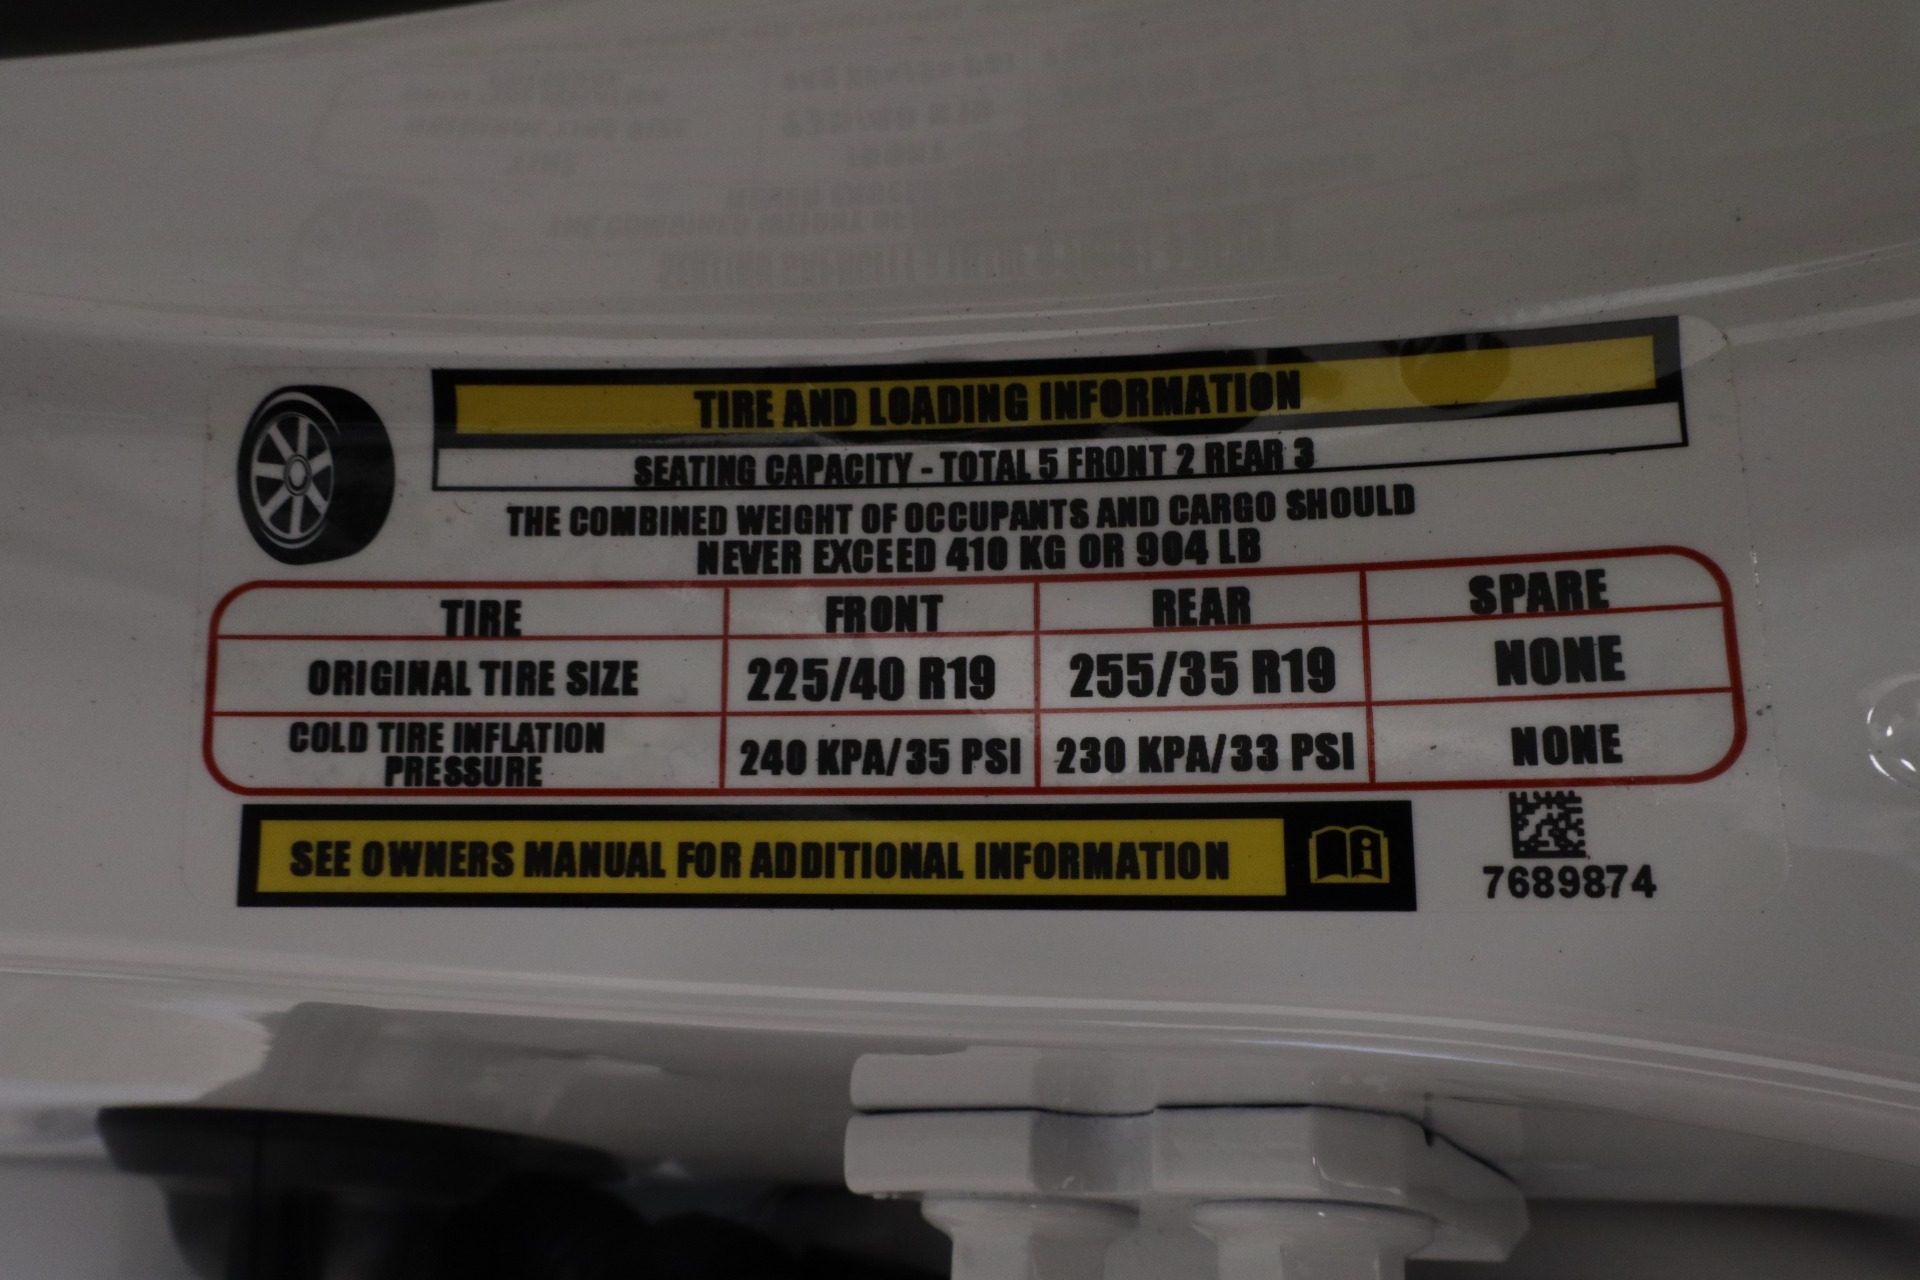 TIRE AND LOADING INFORMATION
SEATING CAPACITY - TOTAL 5 FRONT 2 REAR 3
THE COMBINED WEIGHT OF OCCUPANTS AND CARGO SHOULD
NEVER EXCEED 410 KG OR 904 LB
TIRE FRONT REAR SPARE
ORIGINAL TIRE SIZE 225/40 R19 255/35 R19 NONE
COLD TIRE INFLATION
PRESSURE 240 KPA/35 PSI 230 KPA/33 PSI NONE
SEE OWNERS MANUAL FOR ADDITIONAL INFORMATION
7689874